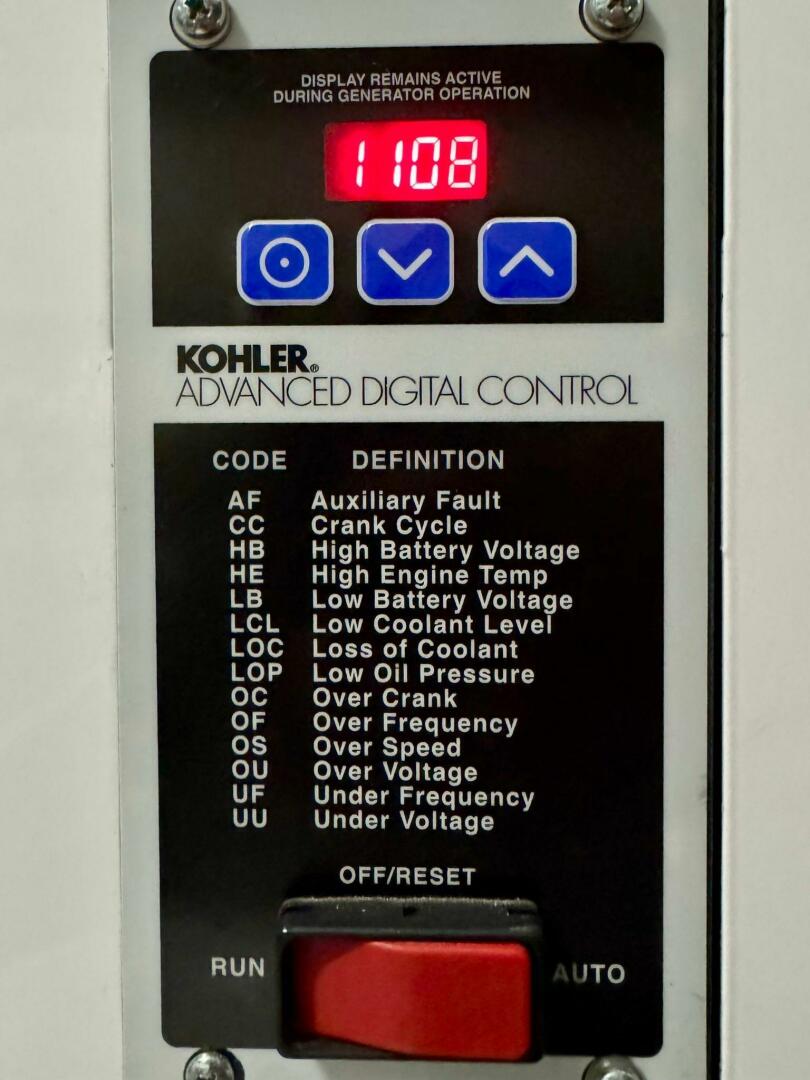 DISPLAY REMAINS ACTIVE
DURING GENERATOR OPERATION
1108
KOHLER®
ADVANCED DIGITAL CONTROL
CODE DEFINITION
AF Auxiliary Fault
CC Crank Cycle
HB High Battery Voltage
HE High Engine Temp
LB Low Battery Voltage
LCL Low Coolant Level
LOC Loss of Coolant
LOP Low Oil Pressure
OC Over Crank
OF Over Frequency
OS Over Speed
OU Over Voltage
UF Under Frequency
UU Under Voltage
OFF/RESET
RUN AUTO